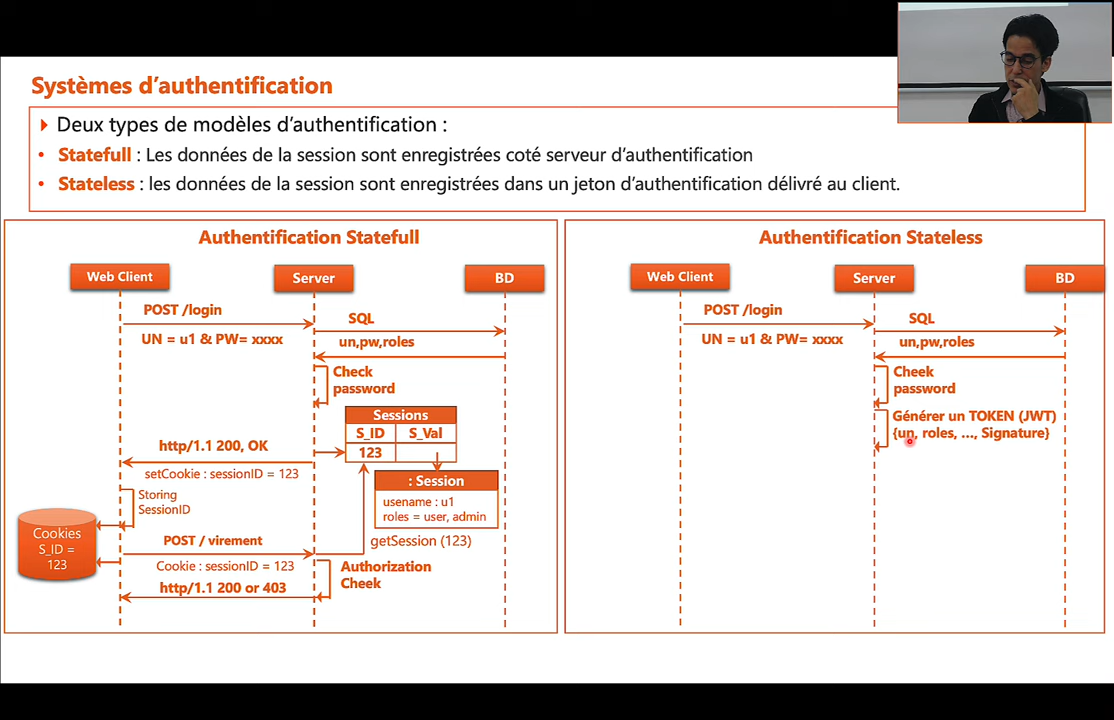 Systèmes d'authentification
Deux types de modèles d'authentification :
• Statefull : Les données de la session sont enregistrées coté serveur d'authentification
• Stateless : les données de la session sont enregistrées dans un jeton d'authentification délivré au client.
Authentification Statefull
Web Client
Server
BD
POST /login
UN = u1 & PW= xxxx
SQL
un,pw,roles
Check
password
Sessions
S_ID S_Val
123
http/1.1 200, OK
setCookie : sessionID = 123
: Session
usename : u1
roles = user, admin
Storing
SessionID
Cookies
S_ID =
123
POST / virement
getSession (123)
Cookie : sessionID = 123
Authorization
Cheek
http/1.1 200 or 403
Authentification Stateless
Web Client
Server
BD
POST /login
UN = u1 & PW= xxxx
SQL
un,pw,roles
Cheek
password
Générer un TOKEN (JWT)
{un, roles, ..., Signature}